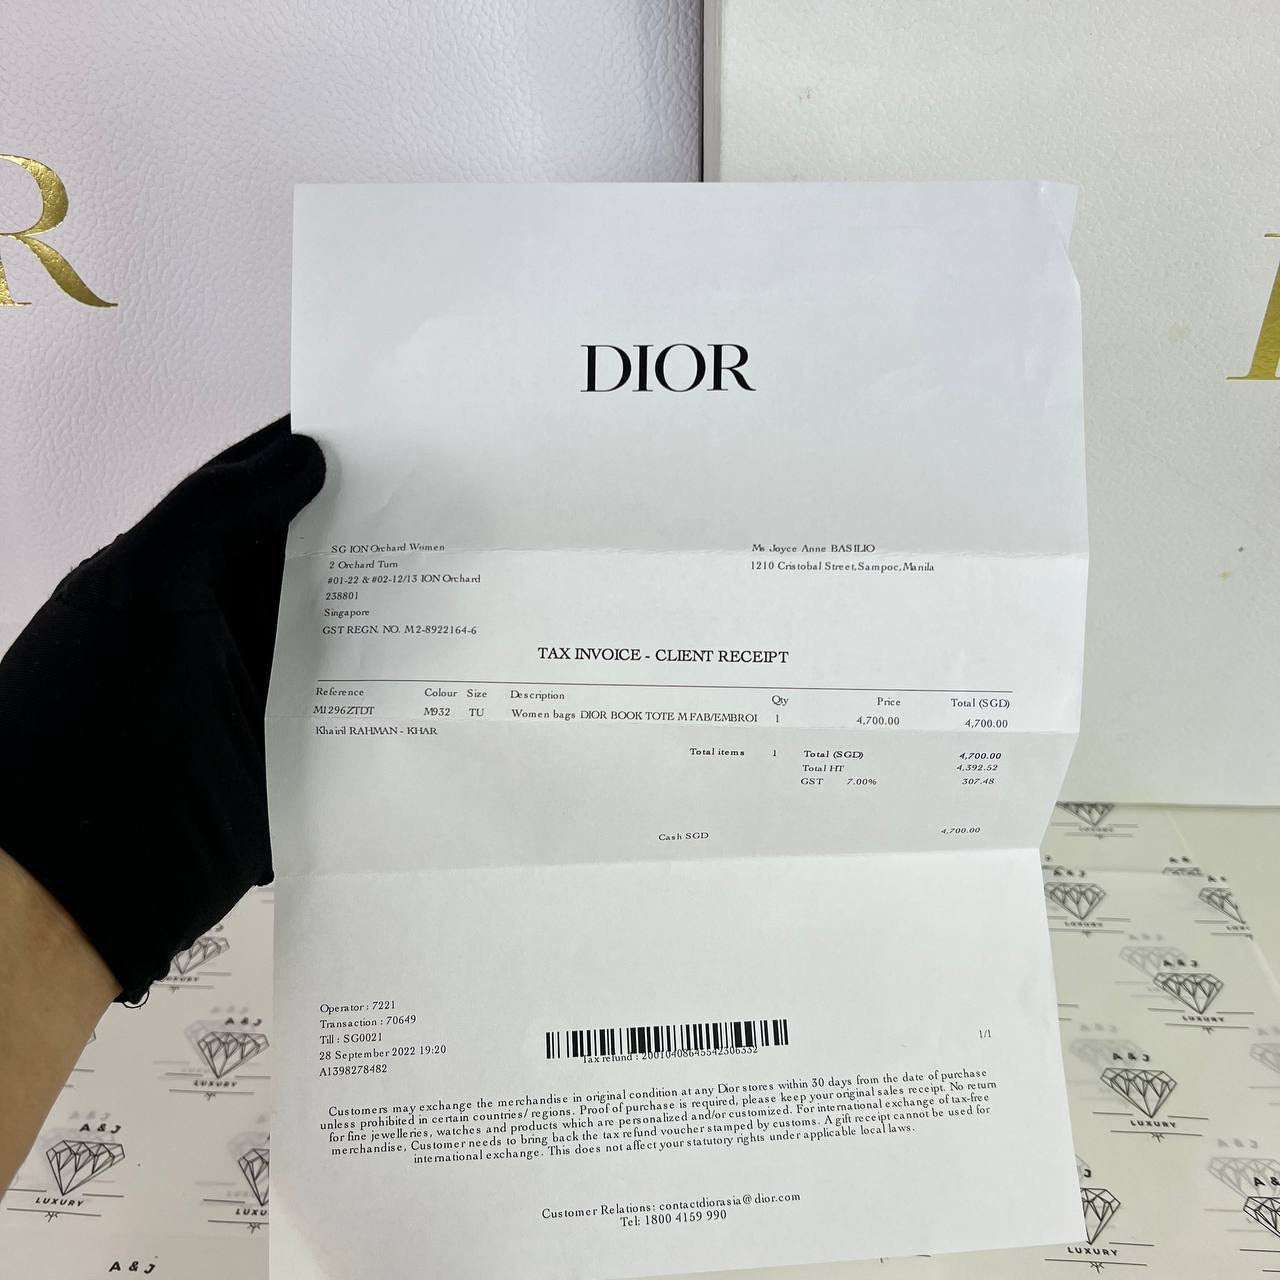 DIOR
SG ION Orchard Women
2 Orchard Turn
#01-22 & #02-12/13 ION Orchard
238801
Singapore
GST REGN. NO. M2-8922164-6
Ms Joyce Anne BASILIO
1210 Cristobal Street,Sampoc,Manila
TAX INVOICE - CLIENT RECEIPT
Reference Colour Size Description Qty Price Total (SGD)
M1296ZTDT M932 TU Women bags DIOR BOOK TOTE M FAB/EMBROI 1 4,700.00 4,700.00
Khairil RAHMAN - KHAR
Total items 1 Total (SGD) 4,700.00
Total HT 4,392.52
GST 7.00% 307.48
Cash SGD 4,700.00
Operator : 7221
Transaction : 70649
Till : SG0021
28 September 2022 19:20
A1398278482
Tax refund : 20010408645542306332
1/1
Customers may exchange the merchandise in original condition at any Dior stores within 30 days from the date of purchase
unless prohibited in certain countries/ regions. Proof of purchase is required, please keep your original sales receipt. No return
for fine jewelleries, watches and products which are personalized and/or customized. For international exchange of tax-free
merchandise, Customer needs to bring back the tax refund voucher stamped by customs. A gift receipt cannot be used for
international exchange. This does not affect your statutory rights under applicable local laws.
Customer Relations: contactdiorasia@dior.com
Tel: 1800 4159 990
R
A & J
LUXURY
A & J
LUXURY
A & J
LUXURY
A & J
LUXURY
A & J